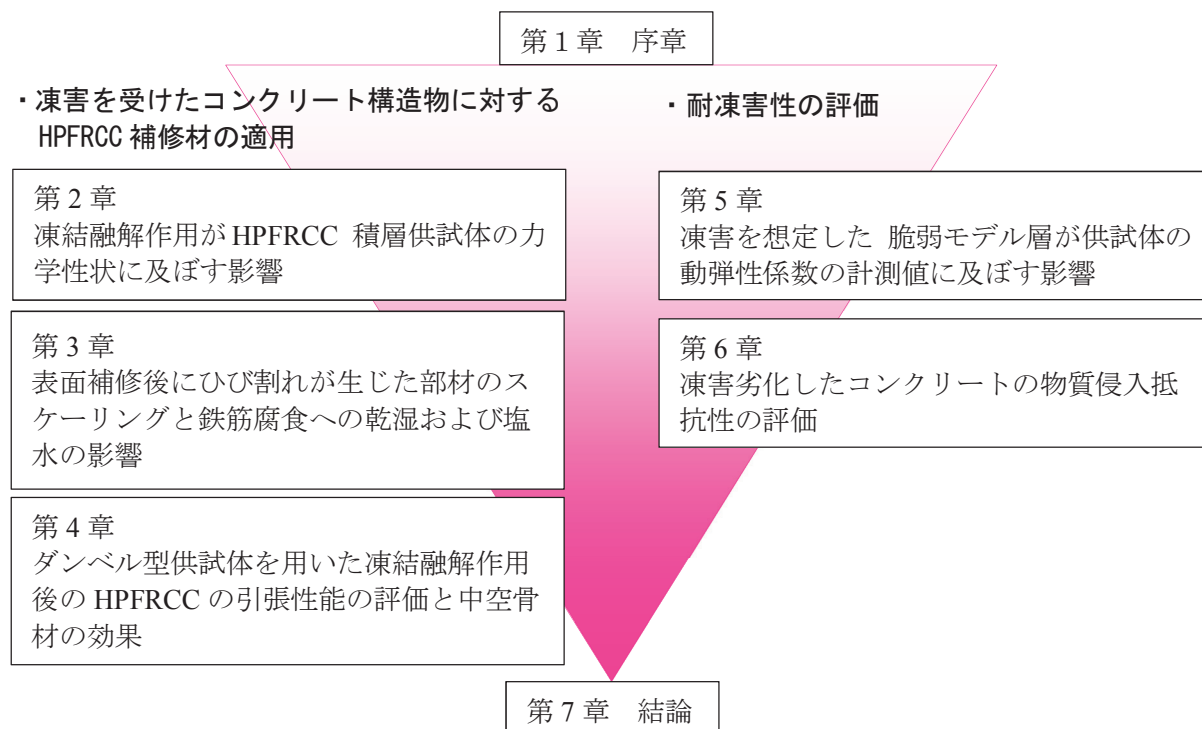 第１章　序章
・凍害を受けたコンクリート構造物に対する
HPFRCC 補修材の適用
第 2 章
凍結融解作用が HPFRCC 積層供試体の力
学性状に及ぼす影響
第 3 章
表面補修後にひび割れが生じた部材のス
ケーリングと鉄筋腐食への乾湿および塩
水の影響
第 4 章
ダンベル型供試体を用いた凍結融解作用
後の HPFRCC の引張性能の評価と中空骨
材の効果
・耐凍害性の評価
第 5 章
凍害を想定した 脆弱モデル層が供試体の
動弾性係数の計測値に及ぼす影響
第 6 章
凍害劣化したコンクリートの物質侵入抵
抗性の評価
第 7 章　結論